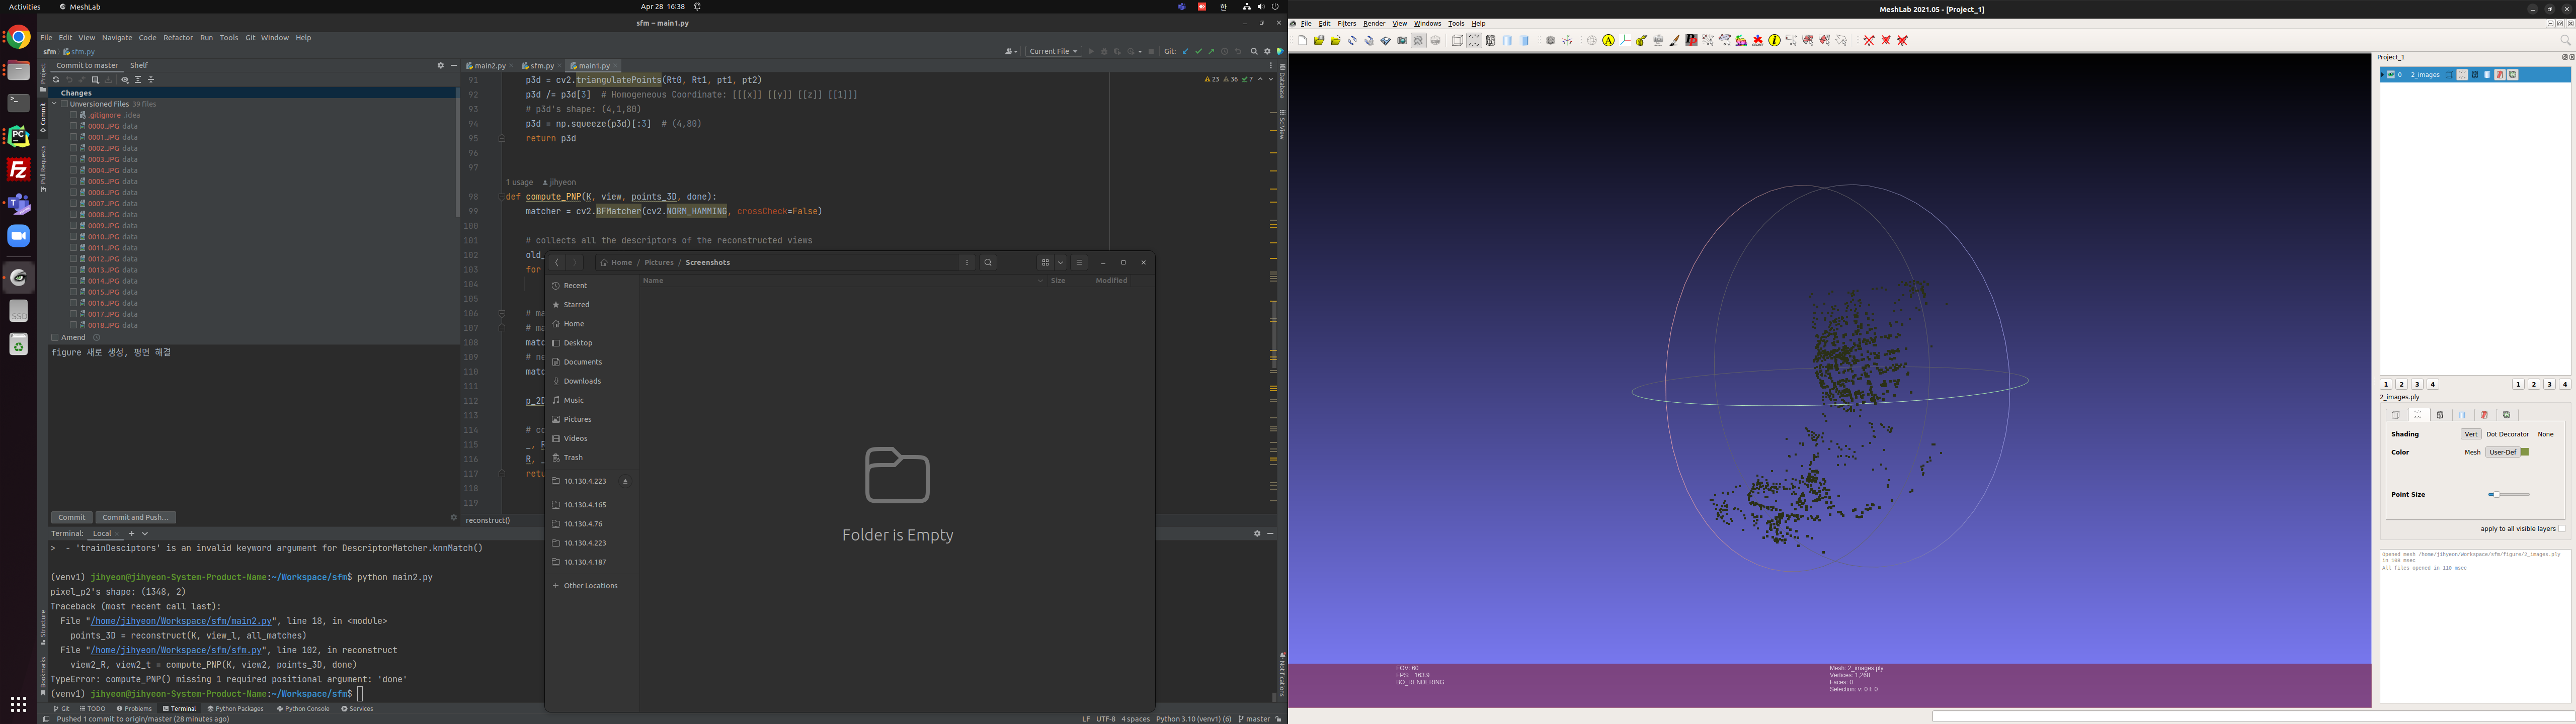 Activities
MeshLab
Apr 28 16:38
한
sfm – main1.py
File Edit View Navigate Code Refactor Run Tools Git Window Help
sfm sfm.py
Current File
Git:
Commit to master Shelf
main2.py sfm.py main1.py
Changes
Unversioned Files 39 files
.gitignore .idea
0000.JPG data
0001.JPG data
0002.JPG data
0003.JPG data
0004.JPG data
0005.JPG data
0006.JPG data
0007.JPG data
0008.JPG data
0009.JPG data
0010.JPG data
0011.JPG data
0012.JPG data
0013.JPG data
0014.JPG data
0015.JPG data
0016.JPG data
0017.JPG data
0018.JPG data
Amend
figure 새로 생성, 평면 해결
Commit
Commit and Push...
Project
Commit
Pull Requests
Structure
Bookmarks
Database
SciView
Notifications
23 36 7
91 p3d = cv2.triangulatePoints(Rt0, Rt1, pt1, pt2)
92 p3d /= p3d[3] # Homogeneous Coordinate: [[[x]] [[y]] [[z]] [[1]]]
93 # p3d's shape: (4,1,80)
94 p3d = np.squeeze(p3d)[:3] # (4,80)
95 return p3d
96
97
1 usage jihyeon
98 def compute_PNP(K, view, points_3D, done):
99 matcher = cv2.BFMatcher(cv2.NORM_HAMMING, crossCheck=False)
100
101 # collects all the descriptors of the reconstructed views
102 old_
103 for
104
105
106 # ma
107 # ma
108 matc
109 # ne
110 matc
111
112 p_2D
113
114 # co
115 _, R
116 R, _
117 retu
118
119
reconstruct()
Home / Pictures / Screenshots
Name Size Modified
Recent
Starred
Home
Desktop
Documents
Downloads
Music
Pictures
Videos
Trash
10.130.4.223
10.130.4.165
10.130.4.76
10.130.4.223
10.130.4.187
Other Locations
Folder is Empty
Terminal: Local
> - 'trainDesciptors' is an invalid keyword argument for DescriptorMatcher.knnMatch()
(venv1) jihyeon@jihyeon-System-Product-Name:~/Workspace/sfm$ python main2.py
pixel_p2's shape: (1348, 2)
Traceback (most recent call last):
File "/home/jihyeon/Workspace/sfm/main2.py", line 18, in <module>
points_3D = reconstruct(K, view_l, all_matches)
File "/home/jihyeon/Workspace/sfm/sfm.py", line 102, in reconstruct
view2_R, view2_t = compute_PNP(K, view2, points_3D, done)
TypeError: compute_PNP() missing 1 required positional argument: 'done'
(venv1) jihyeon@jihyeon-System-Product-Name:~/Workspace/sfm$
Git TODO Problems Terminal Python Packages Python Console Services
Pushed 1 commit to origin/master (28 minutes ago)
LF UTF-8 4 spaces Python 3.10 (venv1) (6) master
MeshLab 2021.05 - [Project_1]
File Edit Filters Render View Windows Tools Help
Project_1
0 2_images
1 2 3 4
1 2 3 4
2_images.ply
Shading Vert Dot Decorator None
Color Mesh User-Def
Point Size
apply to all visible layers
Opened mesh /home/jihyeon/Workspace/sfm/figure/2_images.ply
in 108 msec
All files opened in 110 msec
FOV: 60
FPS: 163.9
BO_RENDERING
Mesh: 2_images.ply
Vertices: 1,268
Faces: 0
Selection: v: 0 f: 0